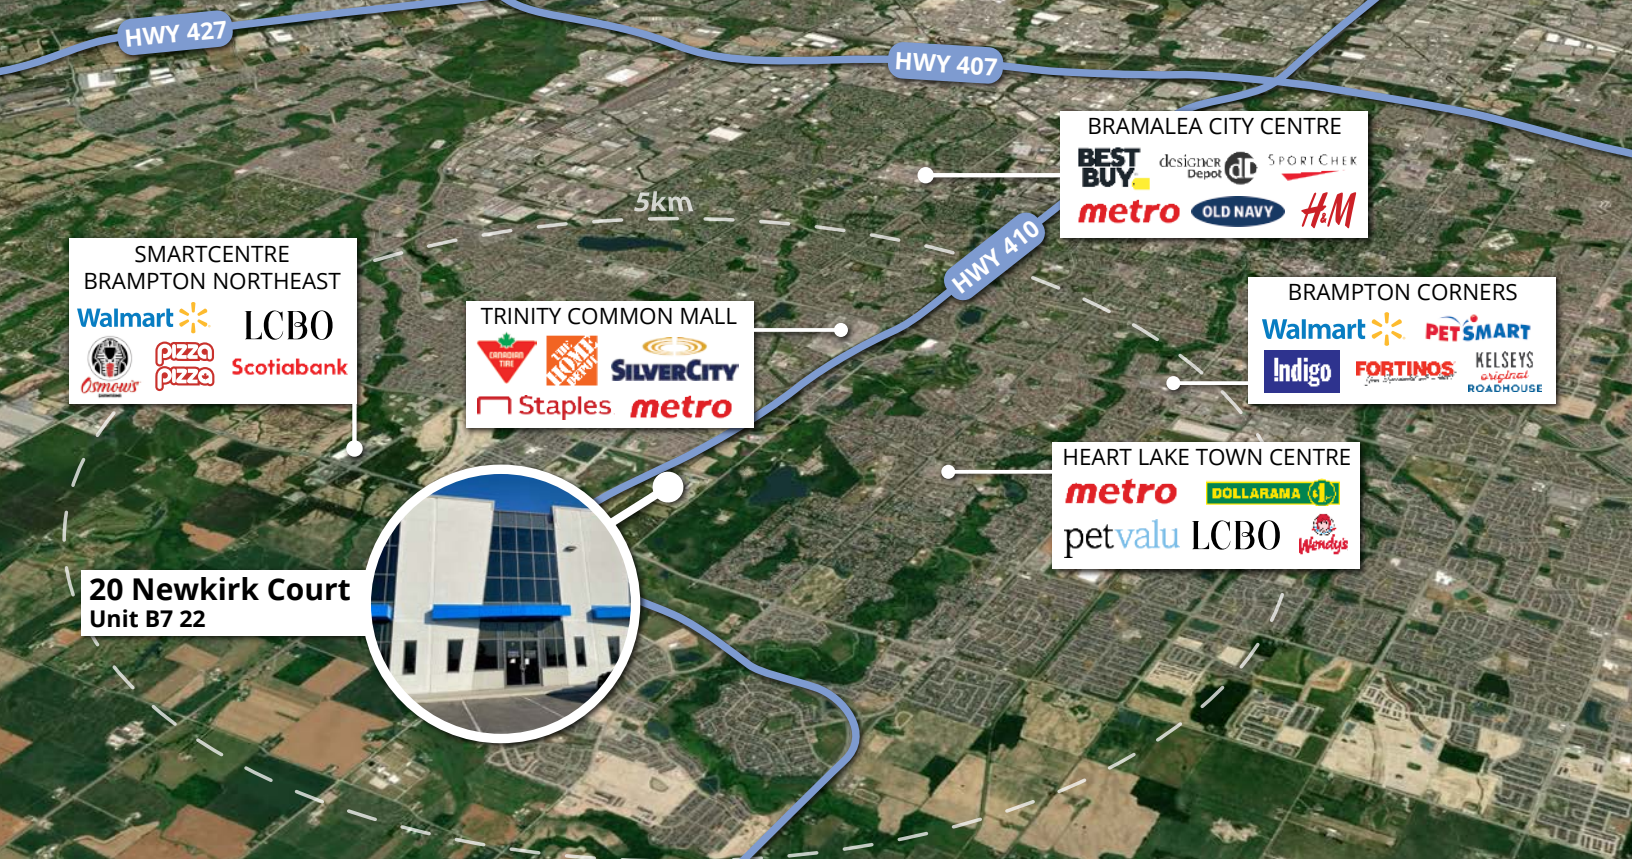 HWY 427
HWY 407
BRAMALEA CITY CENTRE
BEST BUY
designer Depot dD
SPORTCHEK
metro
OLD NAVY
H&M
5km
HWY 410
SMARTCENTRE
BRAMPTON NORTHEAST
Walmart
LCBO
Osmow's
pizza pizza
Scotiabank
TRINITY COMMON MALL
CANADIAN TIRE
THE HOME DEPOT
SILVERCITY
Staples
metro
BRAMPTON CORNERS
Walmart
PETSMART
Indigo
FORTINOS
KELSEYS original ROADHOUSE
HEART LAKE TOWN CENTRE
metro
DOLLARAMA $1
petvalu
LCBO
Wendy's
20 Newkirk Court
Unit B7 22